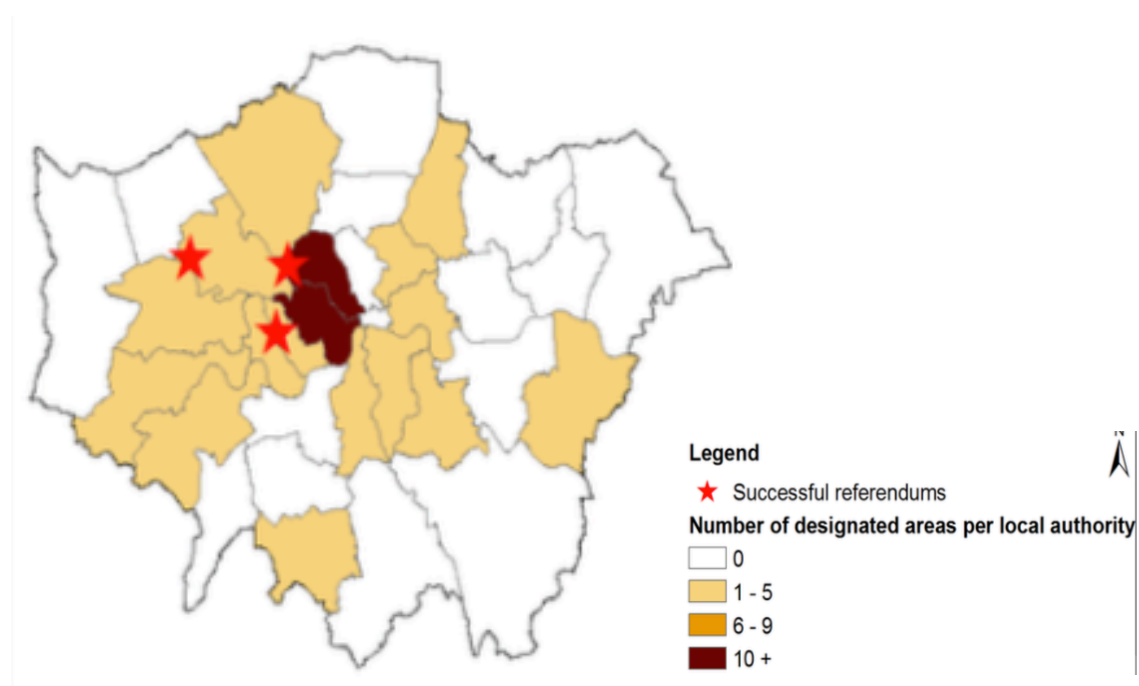 N
Legend
Successful referendums
Number of designated areas per local authority
0
1 - 5
6 - 9
10 +